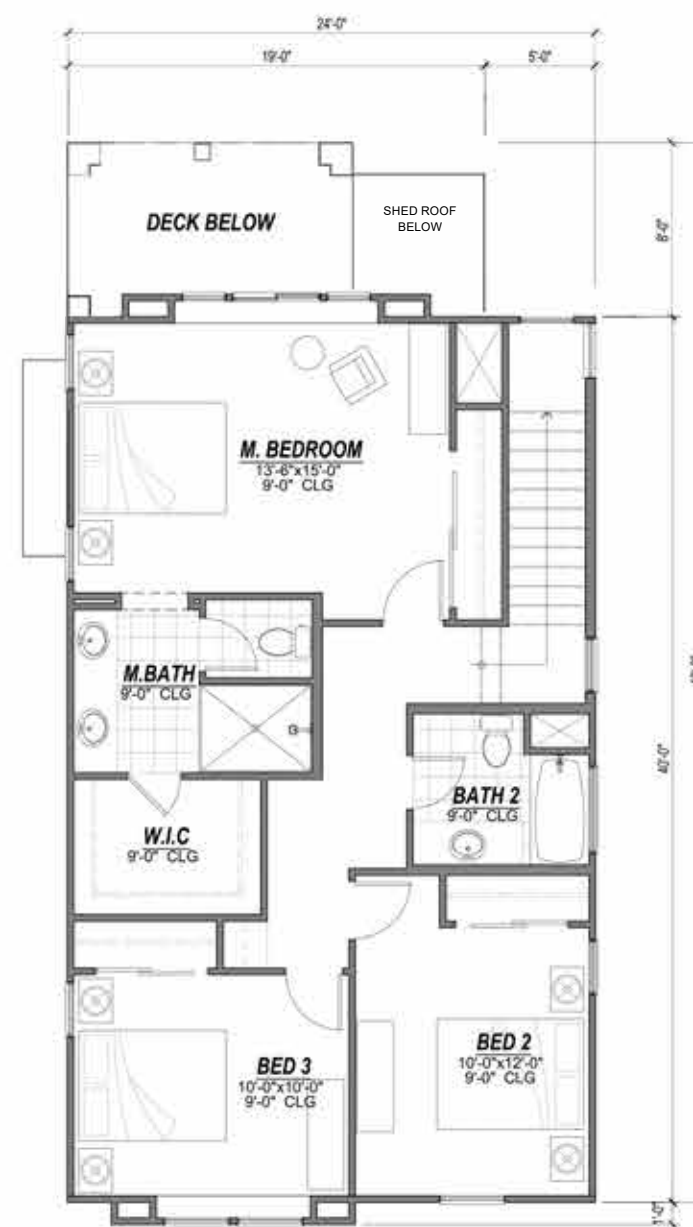 24'-0"
19'-0"
5'-0"
DECK BELOW
SHED ROOF
BELOW
8'-0"
M. BEDROOM
13'-6"x15'-0"
9'-0" CLG
M.BATH
9'-0" CLG
40'-0"
BATH 2
9'-0" CLG
W.I.C
9'-0" CLG
BED 2
10'-0"x12'-0"
9'-0" CLG
BED 3
10'-0"x10'-0"
9'-0" CLG
1'-0"